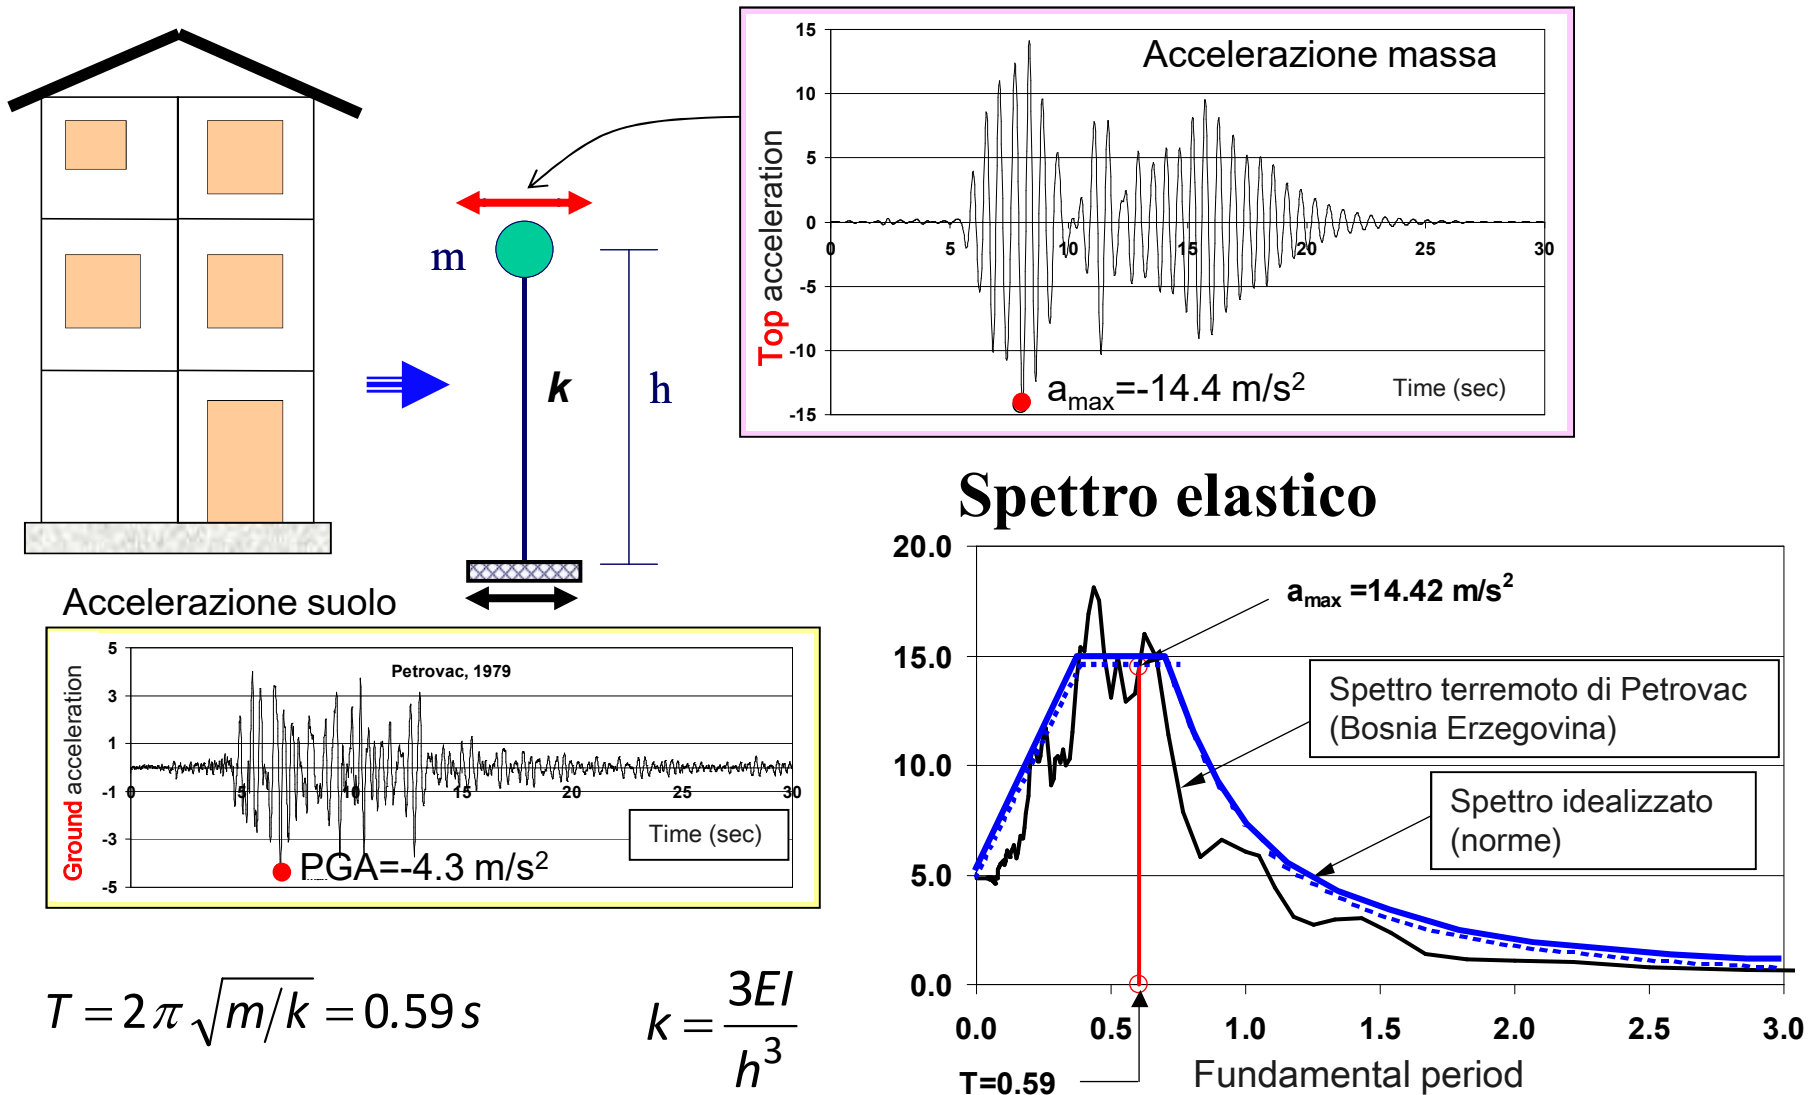 Accelerazione massa
Top acceleration
15
10
5
0
-5
-10
-15
0 5 10 15 20 25 30
a_max=-14.4 m/s²
Time (sec)
m
k
h
Accelerazione suolo
Ground acceleration
5
3
1
-1
-3
-5
Petrovac, 1979
0 5 10 15 20 25 30
Time (sec)
PGA=-4.3 m/s²
T = 2π √m/k = 0.59 s
k = 3EI / h³
Spettro elastico
20.0
15.0
10.0
5.0
0.0
a_max =14.42 m/s²
Spettro terremoto di Petrovac
(Bosnia Erzegovina)
Spettro idealizzato
(norme)
0.0 0.5 1.0 1.5 2.0 2.5 3.0
T=0.59
Fundamental period